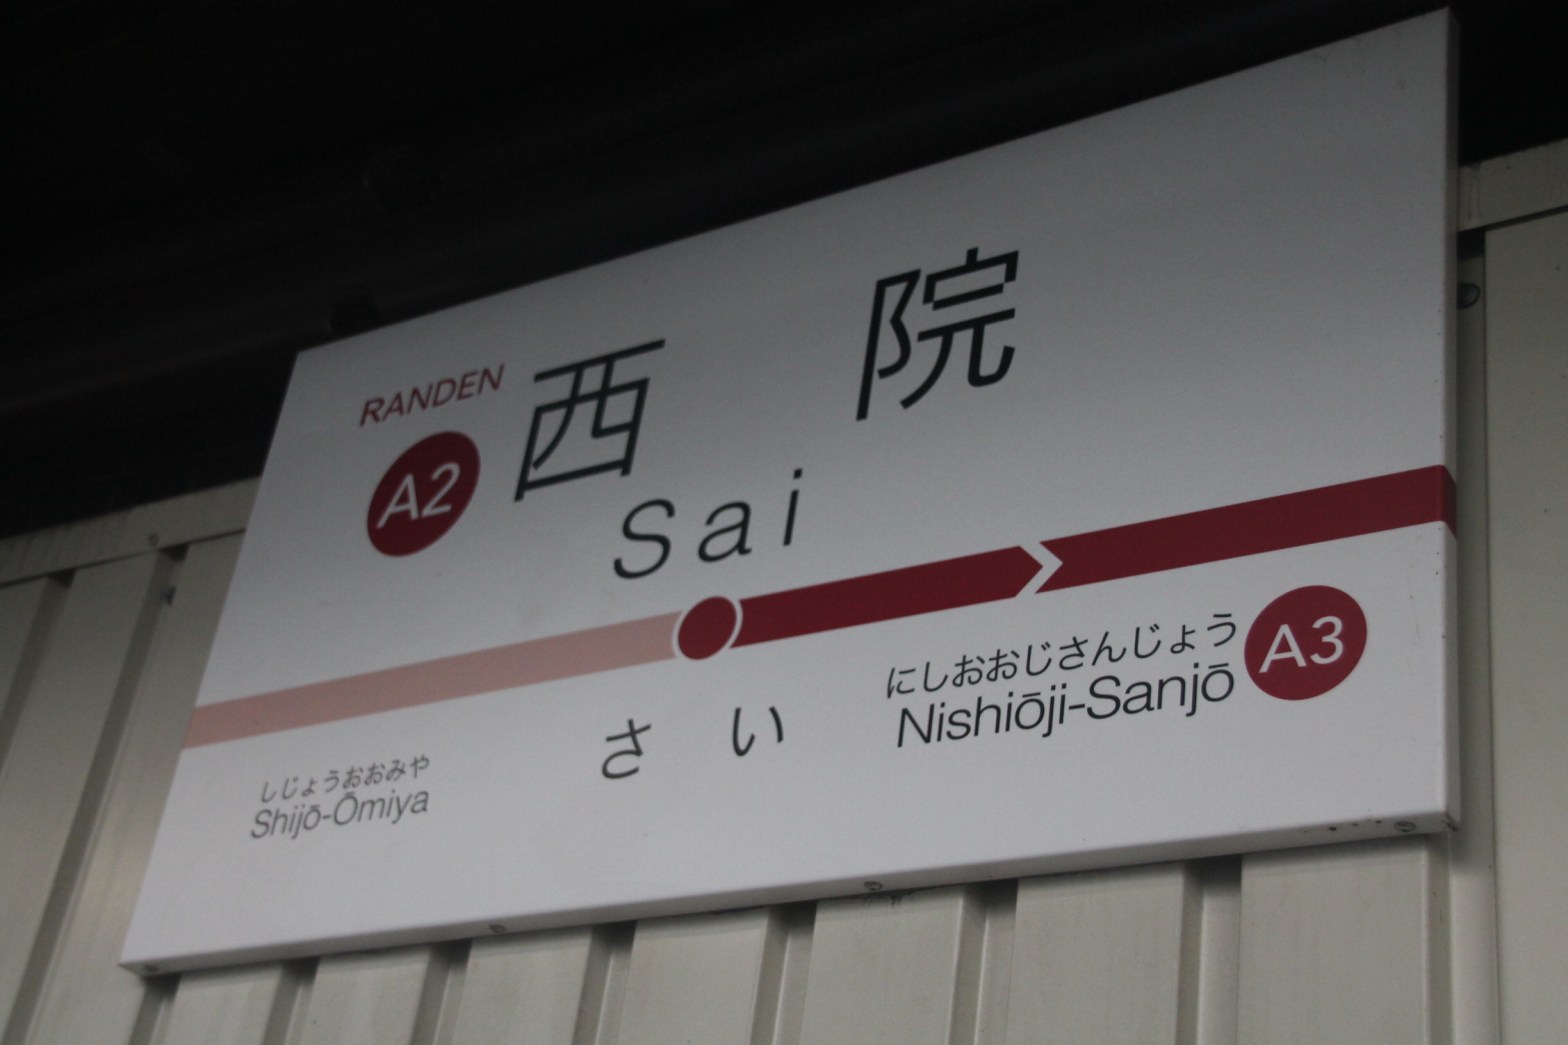 RANDEN
A2
西院
Sai
さい
しじょうおおみや
Shijō-Ōmiya
にしおおじさんじょう
Nishiōji-Sanjō
A3